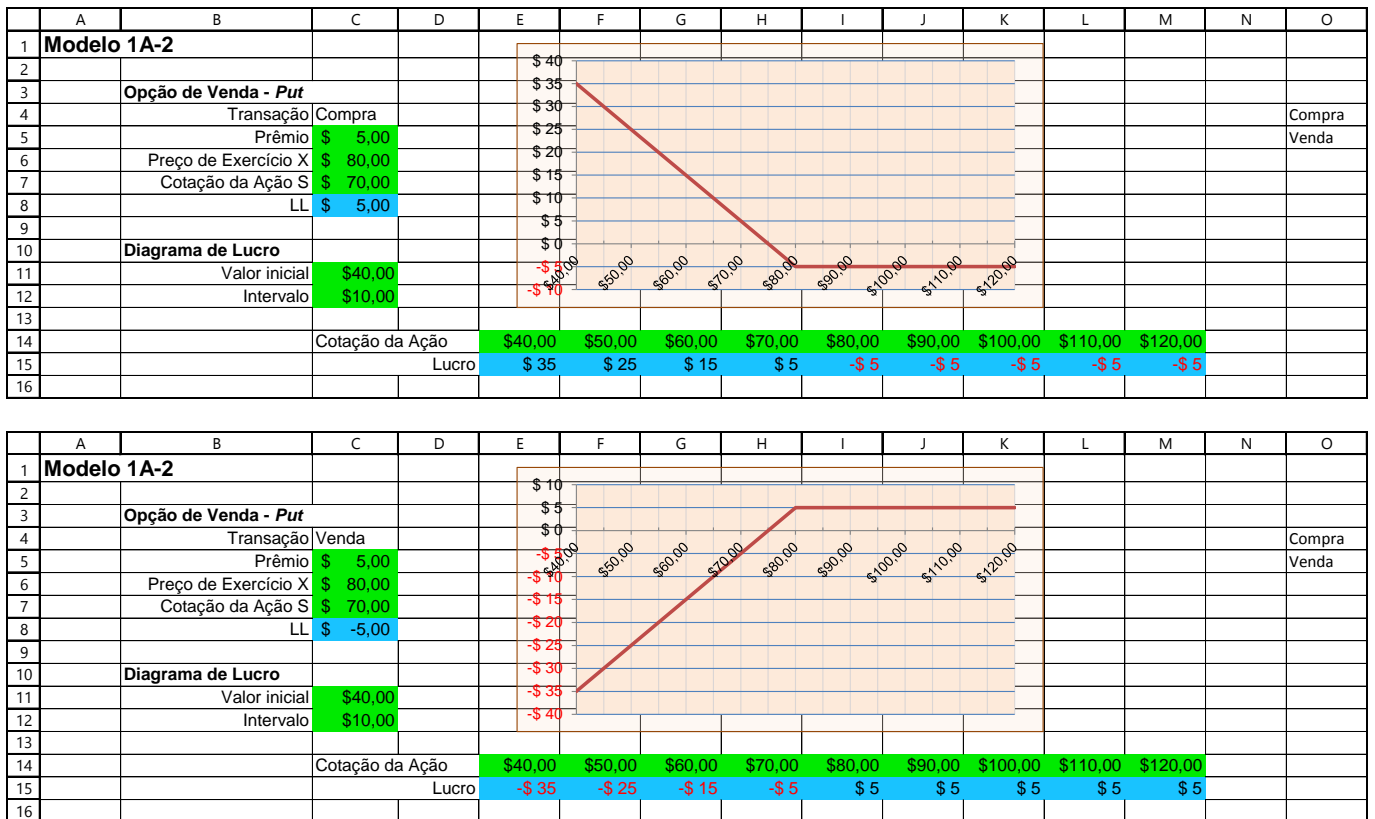 A B C D E F G H I J K L M N O
1 Modelo 1A-2
2
3 Opção de Venda - Put
4 Transação Compra Compra
5 Prêmio $ 5,00 Venda
6 Preço de Exercício X $ 80,00
7 Cotação da Ação S $ 70,00
8 LL $ 5,00
9
10 Diagrama de Lucro
11 Valor inicial $40,00
12 Intervalo $10,00
13
14 Cotação da Ação $40,00 $50,00 $60,00 $70,00 $80,00 $90,00 $100,00 $110,00 $120,00
15 Lucro $ 35 $ 25 $ 15 $ 5 -$ 5 -$ 5 -$ 5 -$ 5 -$ 5
16
$ 40
$ 35
$ 30
$ 25
$ 20
$ 15
$ 10
$ 5
$ 0
-$ 5
-$ 10
$40,00 $50,00 $60,00 $70,00 $80,00 $90,00 $100,00 $110,00 $120,00
A B C D E F G H I J K L M N O
1 Modelo 1A-2
2
3 Opção de Venda - Put
4 Transação Venda Compra
5 Prêmio $ 5,00 Venda
6 Preço de Exercício X $ 80,00
7 Cotação da Ação S $ 70,00
8 LL $ -5,00
9
10 Diagrama de Lucro
11 Valor inicial $40,00
12 Intervalo $10,00
13
14 Cotação da Ação $40,00 $50,00 $60,00 $70,00 $80,00 $90,00 $100,00 $110,00 $120,00
15 Lucro -$ 35 -$ 25 -$ 15 -$ 5 $ 5 $ 5 $ 5 $ 5 $ 5
16
$ 10
$ 5
$ 0
-$ 5
-$ 10
-$ 15
-$ 20
-$ 25
-$ 30
-$ 35
-$ 40
$40,00 $50,00 $60,00 $70,00 $80,00 $90,00 $100,00 $110,00 $120,00